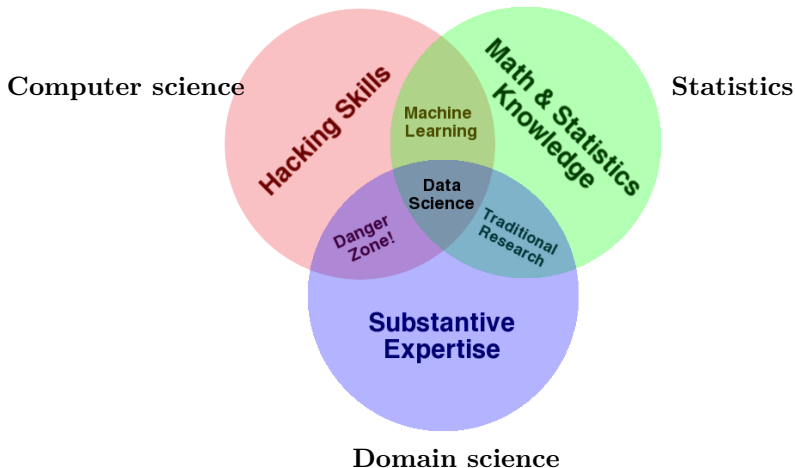 Computer science
Statistics
Hacking Skills
Math & Statistics
Knowledge
Machine
Learning
Data
Science
Danger
Zone!
Traditional
Research
Substantive
Expertise
Domain science